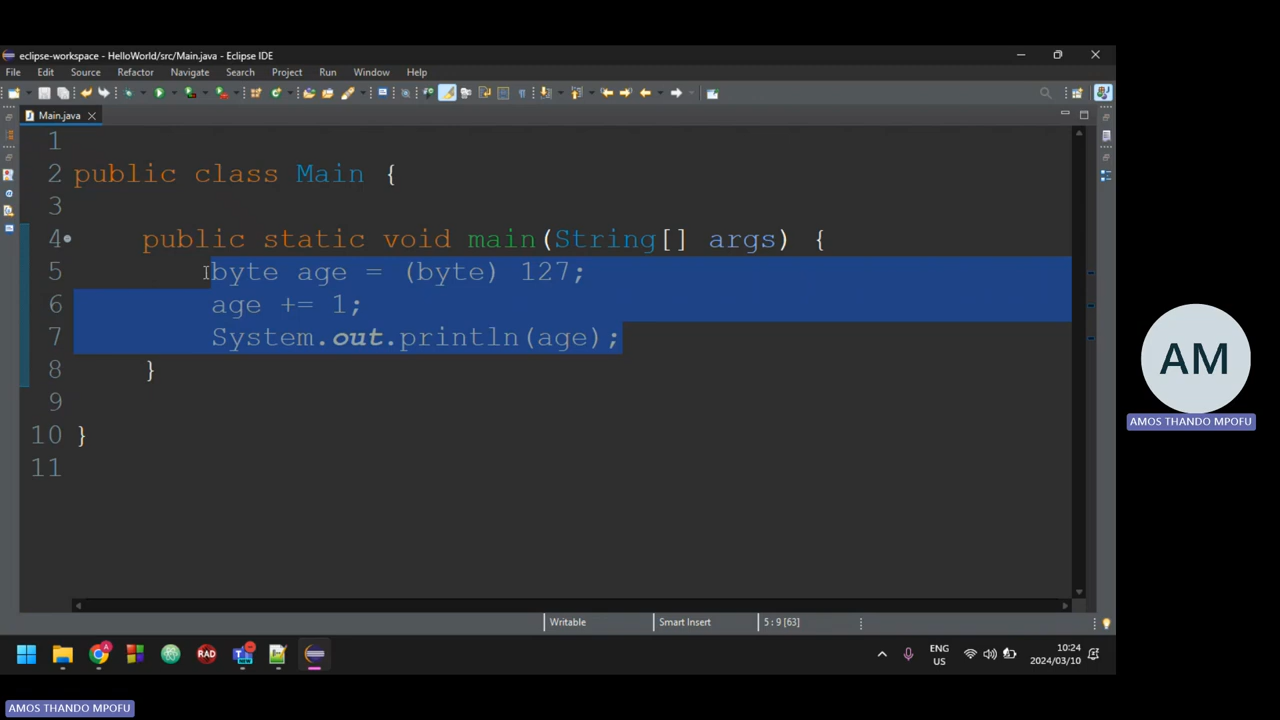 eclipse-workspace - HelloWorld/src/Main.java - Eclipse IDE
File Edit Source Refactor Navigate Search Project Run Window Help
Main.java
1
2 public class Main {
3
4 public static void main(String[] args) {
5 byte age = (byte) 127;
6 age += 1;
7 System.out.println(age);
8 }
9
10 }
11
AM
AMOS THANDO MPOFU
Writable Smart Insert 5 : 9 [63]
RAD
ENG
US
10:24
2024/03/10
AMOS THANDO MPOFU